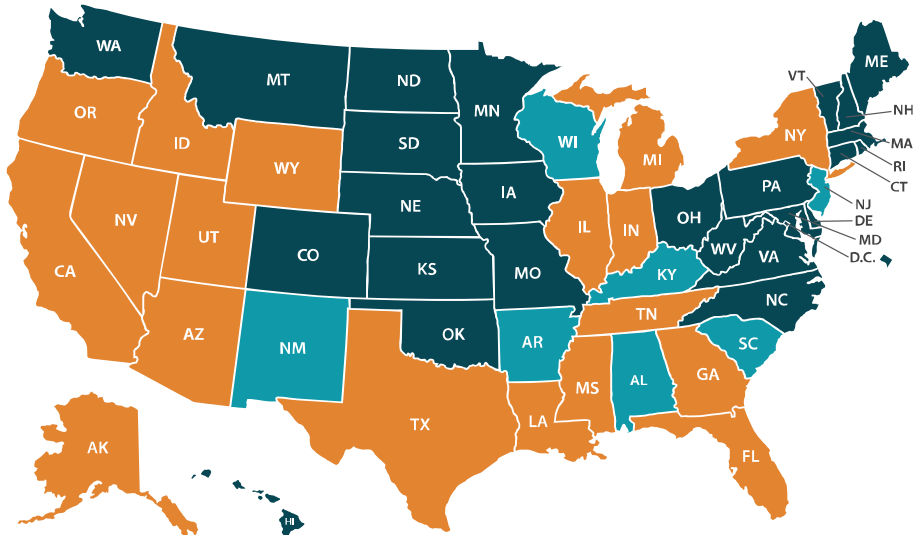 WA
MT
ND
MN
ME
VT
NH
OR
ID
SD
WI
NY
MA
MI
RI
WY
CT
IA
PA
NE
NJ
NV
OH
DE
IL
IN
UT
MD
WV
CO
VA
D.C.
CA
KS
MO
KY
NC
TN
AZ
OK
NM
AR
SC
GA
MS
AL
TX
LA
AK
FL
HI